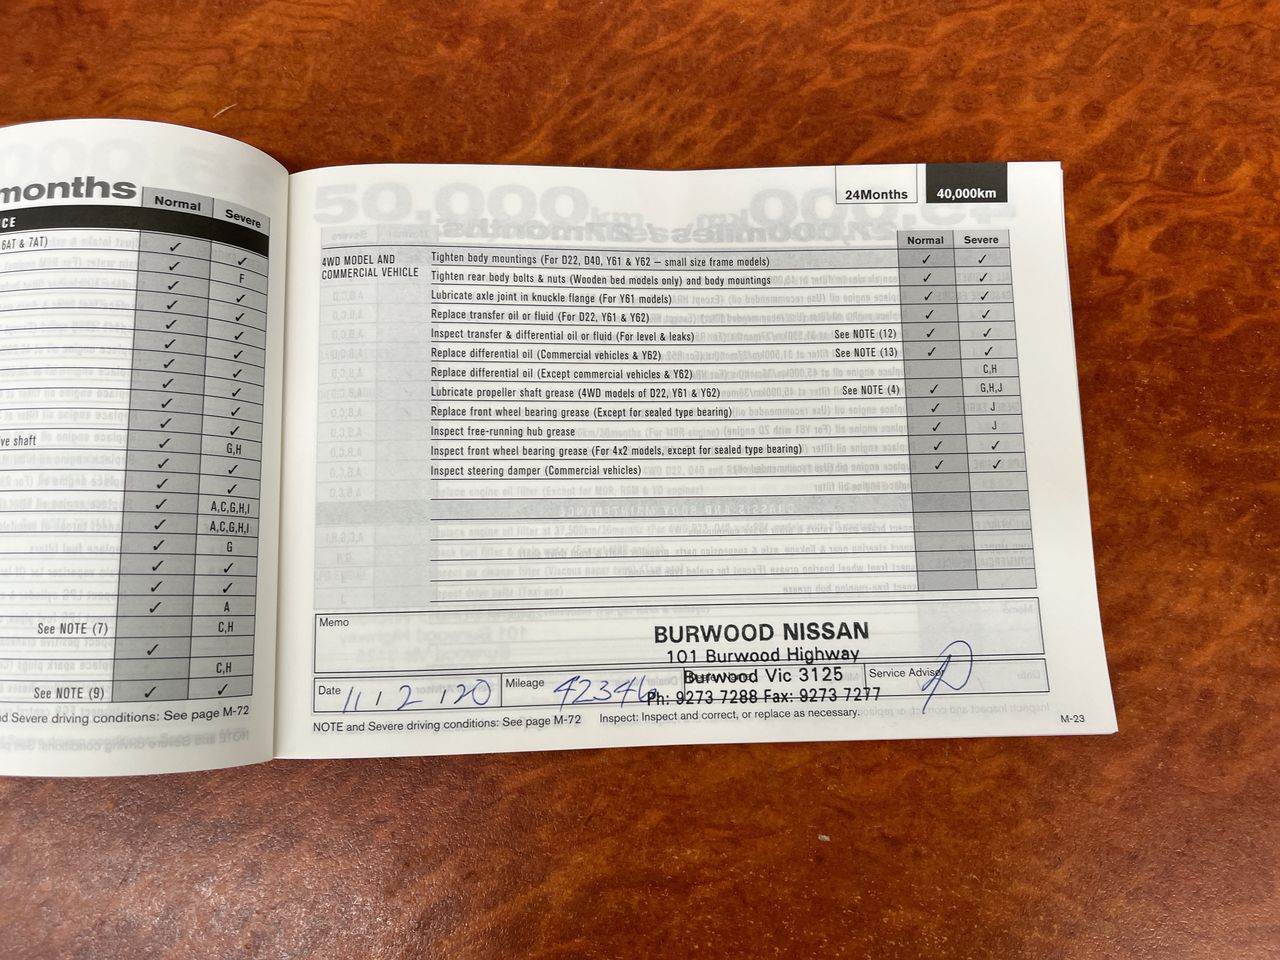 months
Normal Severe
CE
6AT & 7AT) ✓ ✓
✓ F
✓ ✓
✓ ✓
✓ ✓
✓ ✓
✓ ✓
✓ ✓
✓ ✓
ve shaft ✓ G,H
✓ ✓
✓ ✓
✓ A,C,G,H,I
✓ A,C,G,H,I
✓ G
✓ ✓
✓ ✓
✓ A
See NOTE (7) C,H
✓
C,H
See NOTE (9) ✓ ✓
d Severe driving conditions: See page M-72
24Months 40,000km
Normal Severe
4WD MODEL AND
COMMERCIAL VEHICLE
Tighten body mountings (For D22, D40, Y61 & Y62 – small size frame models) ✓ ✓
Tighten rear body bolts & nuts (Wooden bed models only) and body mountings ✓ ✓
Lubricate axle joint in knuckle flange (For Y61 models) ✓ ✓
Replace transfer oil or fluid (For D22, Y61 & Y62) ✓ ✓
Inspect transfer & differential oil or fluid (For level & leaks) See NOTE (12) ✓ ✓
Replace differential oil (Commercial vehicles & Y62) See NOTE (13) ✓ ✓
Replace differential oil (Except commercial vehicles & Y62) C,H
Lubricate propeller shaft grease (4WD models of D22, Y61 & Y62) See NOTE (4) ✓ G,H,J
Replace front wheel bearing grease (Except for sealed type bearing) ✓ J
Inspect free-running hub grease ✓ J
Inspect front wheel bearing grease (For 4x2 models, except for sealed type bearing) ✓ ✓
Inspect steering damper (Commercial vehicles) ✓ ✓
Memo
BURWOOD NISSAN
101 Burwood Highway
Burwood Vic 3125
Ph: 9273 7288 Fax: 9273 7277
Date 11 / 2 / 20 Mileage 42346 Service Advisor
NOTE and Severe driving conditions: See page M-72 Inspect: Inspect and correct, or replace as necessary.
M-23